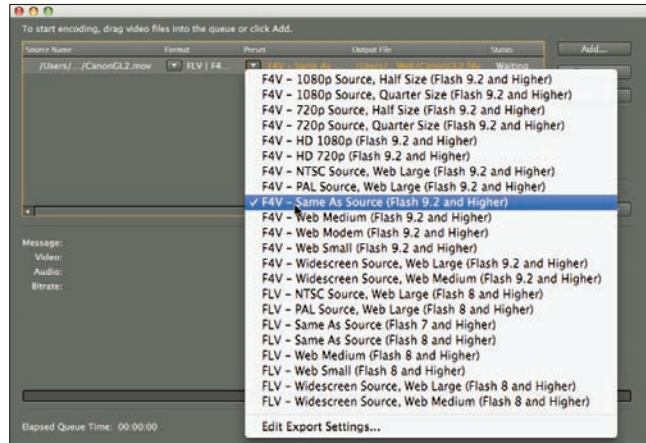 To start encoding, drag video files into the queue or click Add.
Source Name Format Preset Output File Status
Add...
/Users/.../CanonGL2.mov FLV | F4... F4V – Same As Waiting
F4V – 1080p Source, Half Size (Flash 9.2 and Higher)
F4V – 1080p Source, Quarter Size (Flash 9.2 and Higher)
F4V – 720p Source, Half Size (Flash 9.2 and Higher)
F4V – 720p Source, Quarter Size (Flash 9.2 and Higher)
F4V – HD 1080p (Flash 9.2 and Higher)
F4V – HD 720p (Flash 9.2 and Higher)
F4V – NTSC Source, Web Large (Flash 9.2 and Higher)
F4V – PAL Source, Web Large (Flash 9.2 and Higher)
✓ F4V – Same As Source (Flash 9.2 and Higher)
F4V – Web Medium (Flash 9.2 and Higher)
F4V – Web Modem (Flash 9.2 and Higher)
F4V – Web Small (Flash 9.2 and Higher)
F4V – Widescreen Source, Web Large (Flash 9.2 and Higher)
F4V – Widescreen Source, Web Medium (Flash 9.2 and Higher)
FLV – NTSC Source, Web Large (Flash 8 and Higher)
FLV – PAL Source, Web Large (Flash 8 and Higher)
FLV – Same As Source (Flash 7 and Higher)
FLV – Same As Source (Flash 8 and Higher)
FLV – Web Medium (Flash 8 and Higher)
FLV – Web Small (Flash 8 and Higher)
FLV – Widescreen Source, Web Large (Flash 8 and Higher)
FLV – Widescreen Source, Web Medium (Flash 8 and Higher)
Edit Export Settings...
Message:
Video:
Audio:
Bitrate:
Elapsed Queue Time: 00:00:00